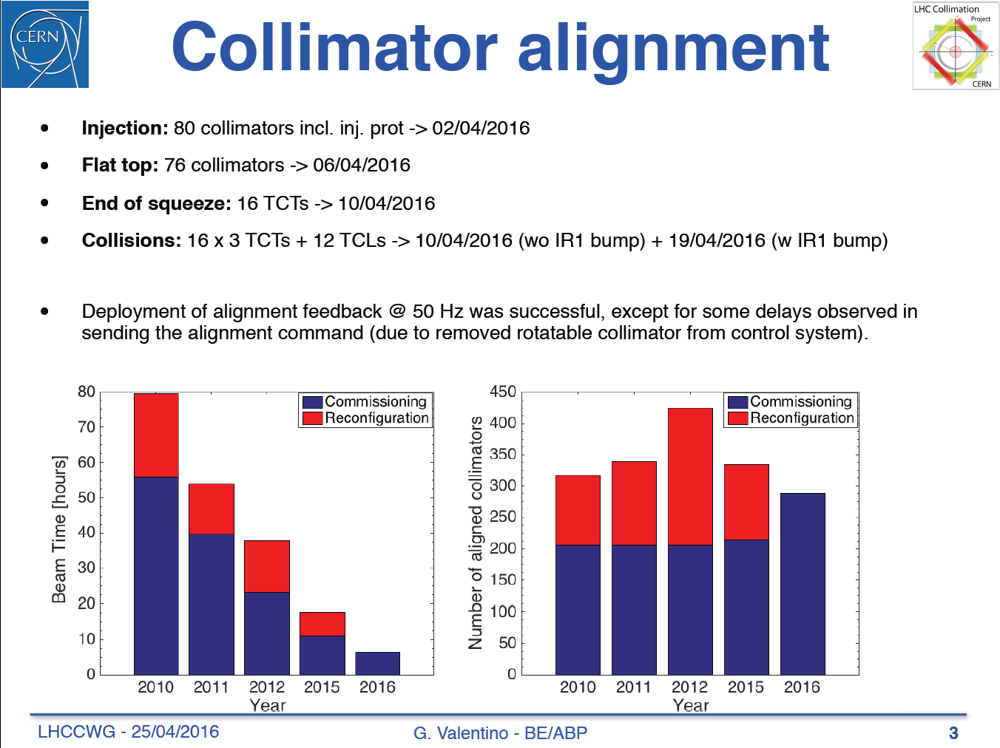 CERN
Collimator alignment
LHC Collimation
Project
CERN
• Injection: 80 collimators incl. inj. prot -> 02/04/2016
• Flat top: 76 collimators -> 06/04/2016
• End of squeeze: 16 TCTs -> 10/04/2016
• Collisions: 16 x 3 TCTs + 12 TCLs -> 10/04/2016 (wo IR1 bump) + 19/04/2016 (w IR1 bump)
• Deployment of alignment feedback @ 50 Hz was successful, except for some delays observed in
sending the alignment command (due to removed rotatable collimator from control system).
80
70
60
50
40
30
20
10
0
Beam Time [hours]
Commissioning
Reconfiguration
2010 2011 2012 2015 2016
Year
450
400
350
300
250
200
150
100
50
0
Number of aligned collimators
Commissioning
Reconfiguration
2010 2011 2012 2015 2016
Year
LHCCWG - 25/04/2016
G. Valentino - BE/ABP
3